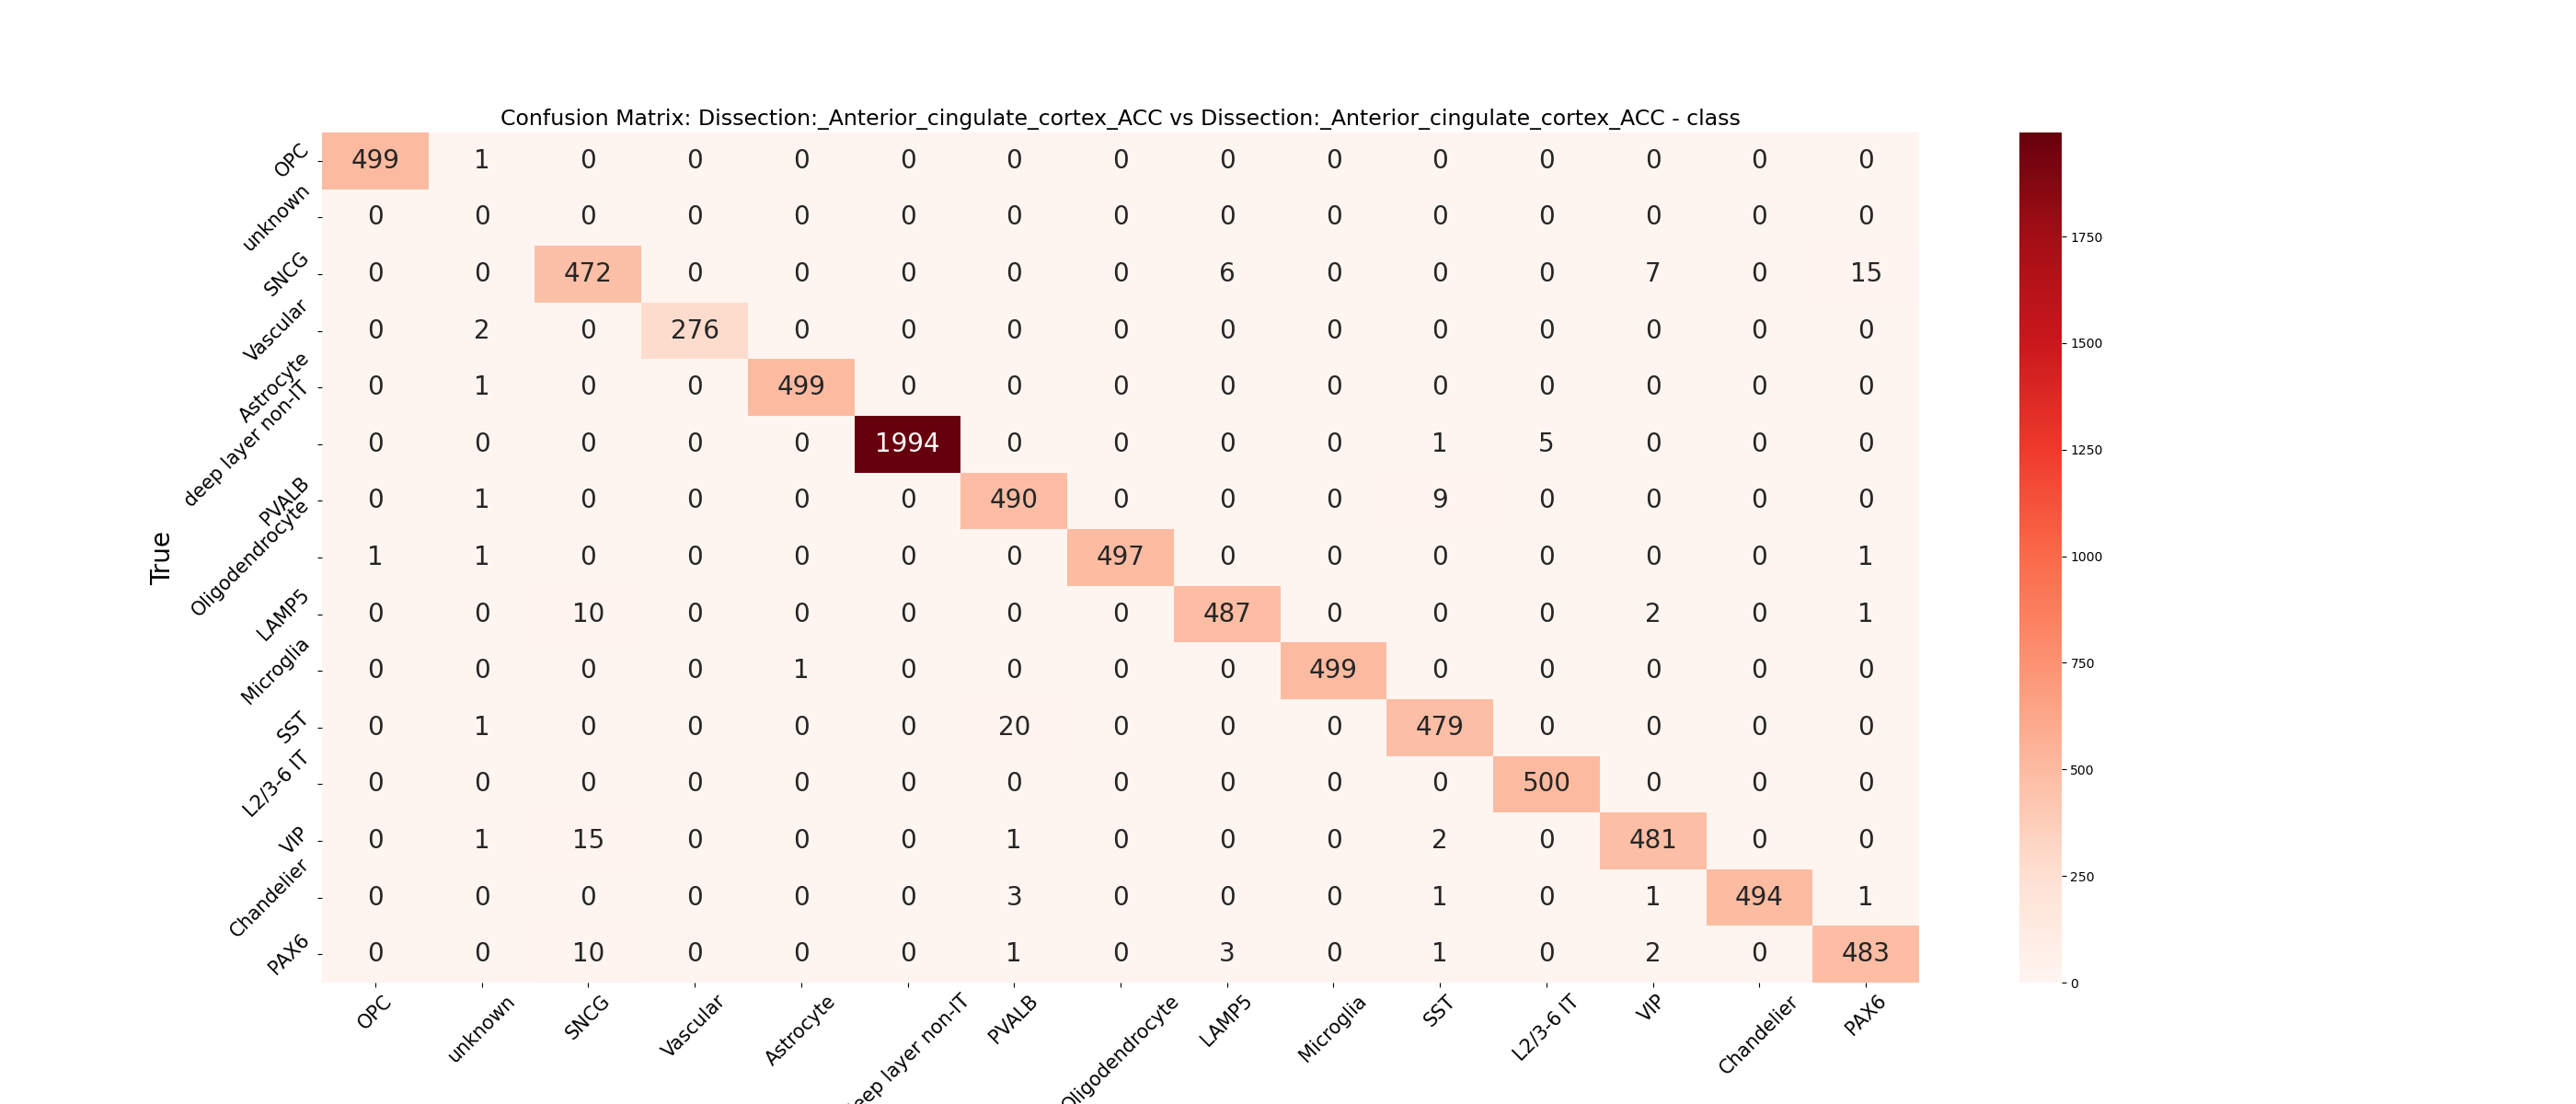 Confusion Matrix: Dissection:_Anterior_cingulate_cortex_ACC vs Dissection:_Anterior_cingulate_cortex_ACC - class
True
OPC 499 1 0 0 0 0 0 0 0 0 0 0 0 0 0
unknown 0 0 0 0 0 0 0 0 0 0 0 0 0 0 0
SNCG 0 0 472 0 0 0 0 0 6 0 0 0 7 0 15
Vascular 0 2 0 276 0 0 0 0 0 0 0 0 0 0 0
Astrocyte 0 1 0 0 499 0 0 0 0 0 0 0 0 0 0
deep layer non-IT 0 0 0 0 0 1994 0 0 0 0 1 5 0 0 0
PVALB 0 1 0 0 0 0 490 0 0 0 9 0 0 0 0
Oligodendrocyte 1 1 0 0 0 0 0 497 0 0 0 0 0 0 1
LAMP5 0 0 10 0 0 0 0 0 487 0 0 0 2 0 1
Microglia 0 0 0 0 1 0 0 0 0 499 0 0 0 0 0
SST 0 1 0 0 0 0 20 0 0 0 479 0 0 0 0
L2/3-6 IT 0 0 0 0 0 0 0 0 0 0 0 500 0 0 0
VIP 0 1 15 0 0 0 1 0 0 0 2 0 481 0 0
Chandelier 0 0 0 0 0 0 3 0 0 0 1 0 1 494 1
PAX6 0 0 10 0 0 0 1 0 3 0 1 0 2 0 483
OPC unknown SNCG Vascular Astrocyte layer non-IT PVALB Oligodendrocyte LAMP5 Microglia SST L2/3-6 IT VIP Chandelier PAX6
1750
1500
1250
1000
750
500
250
0